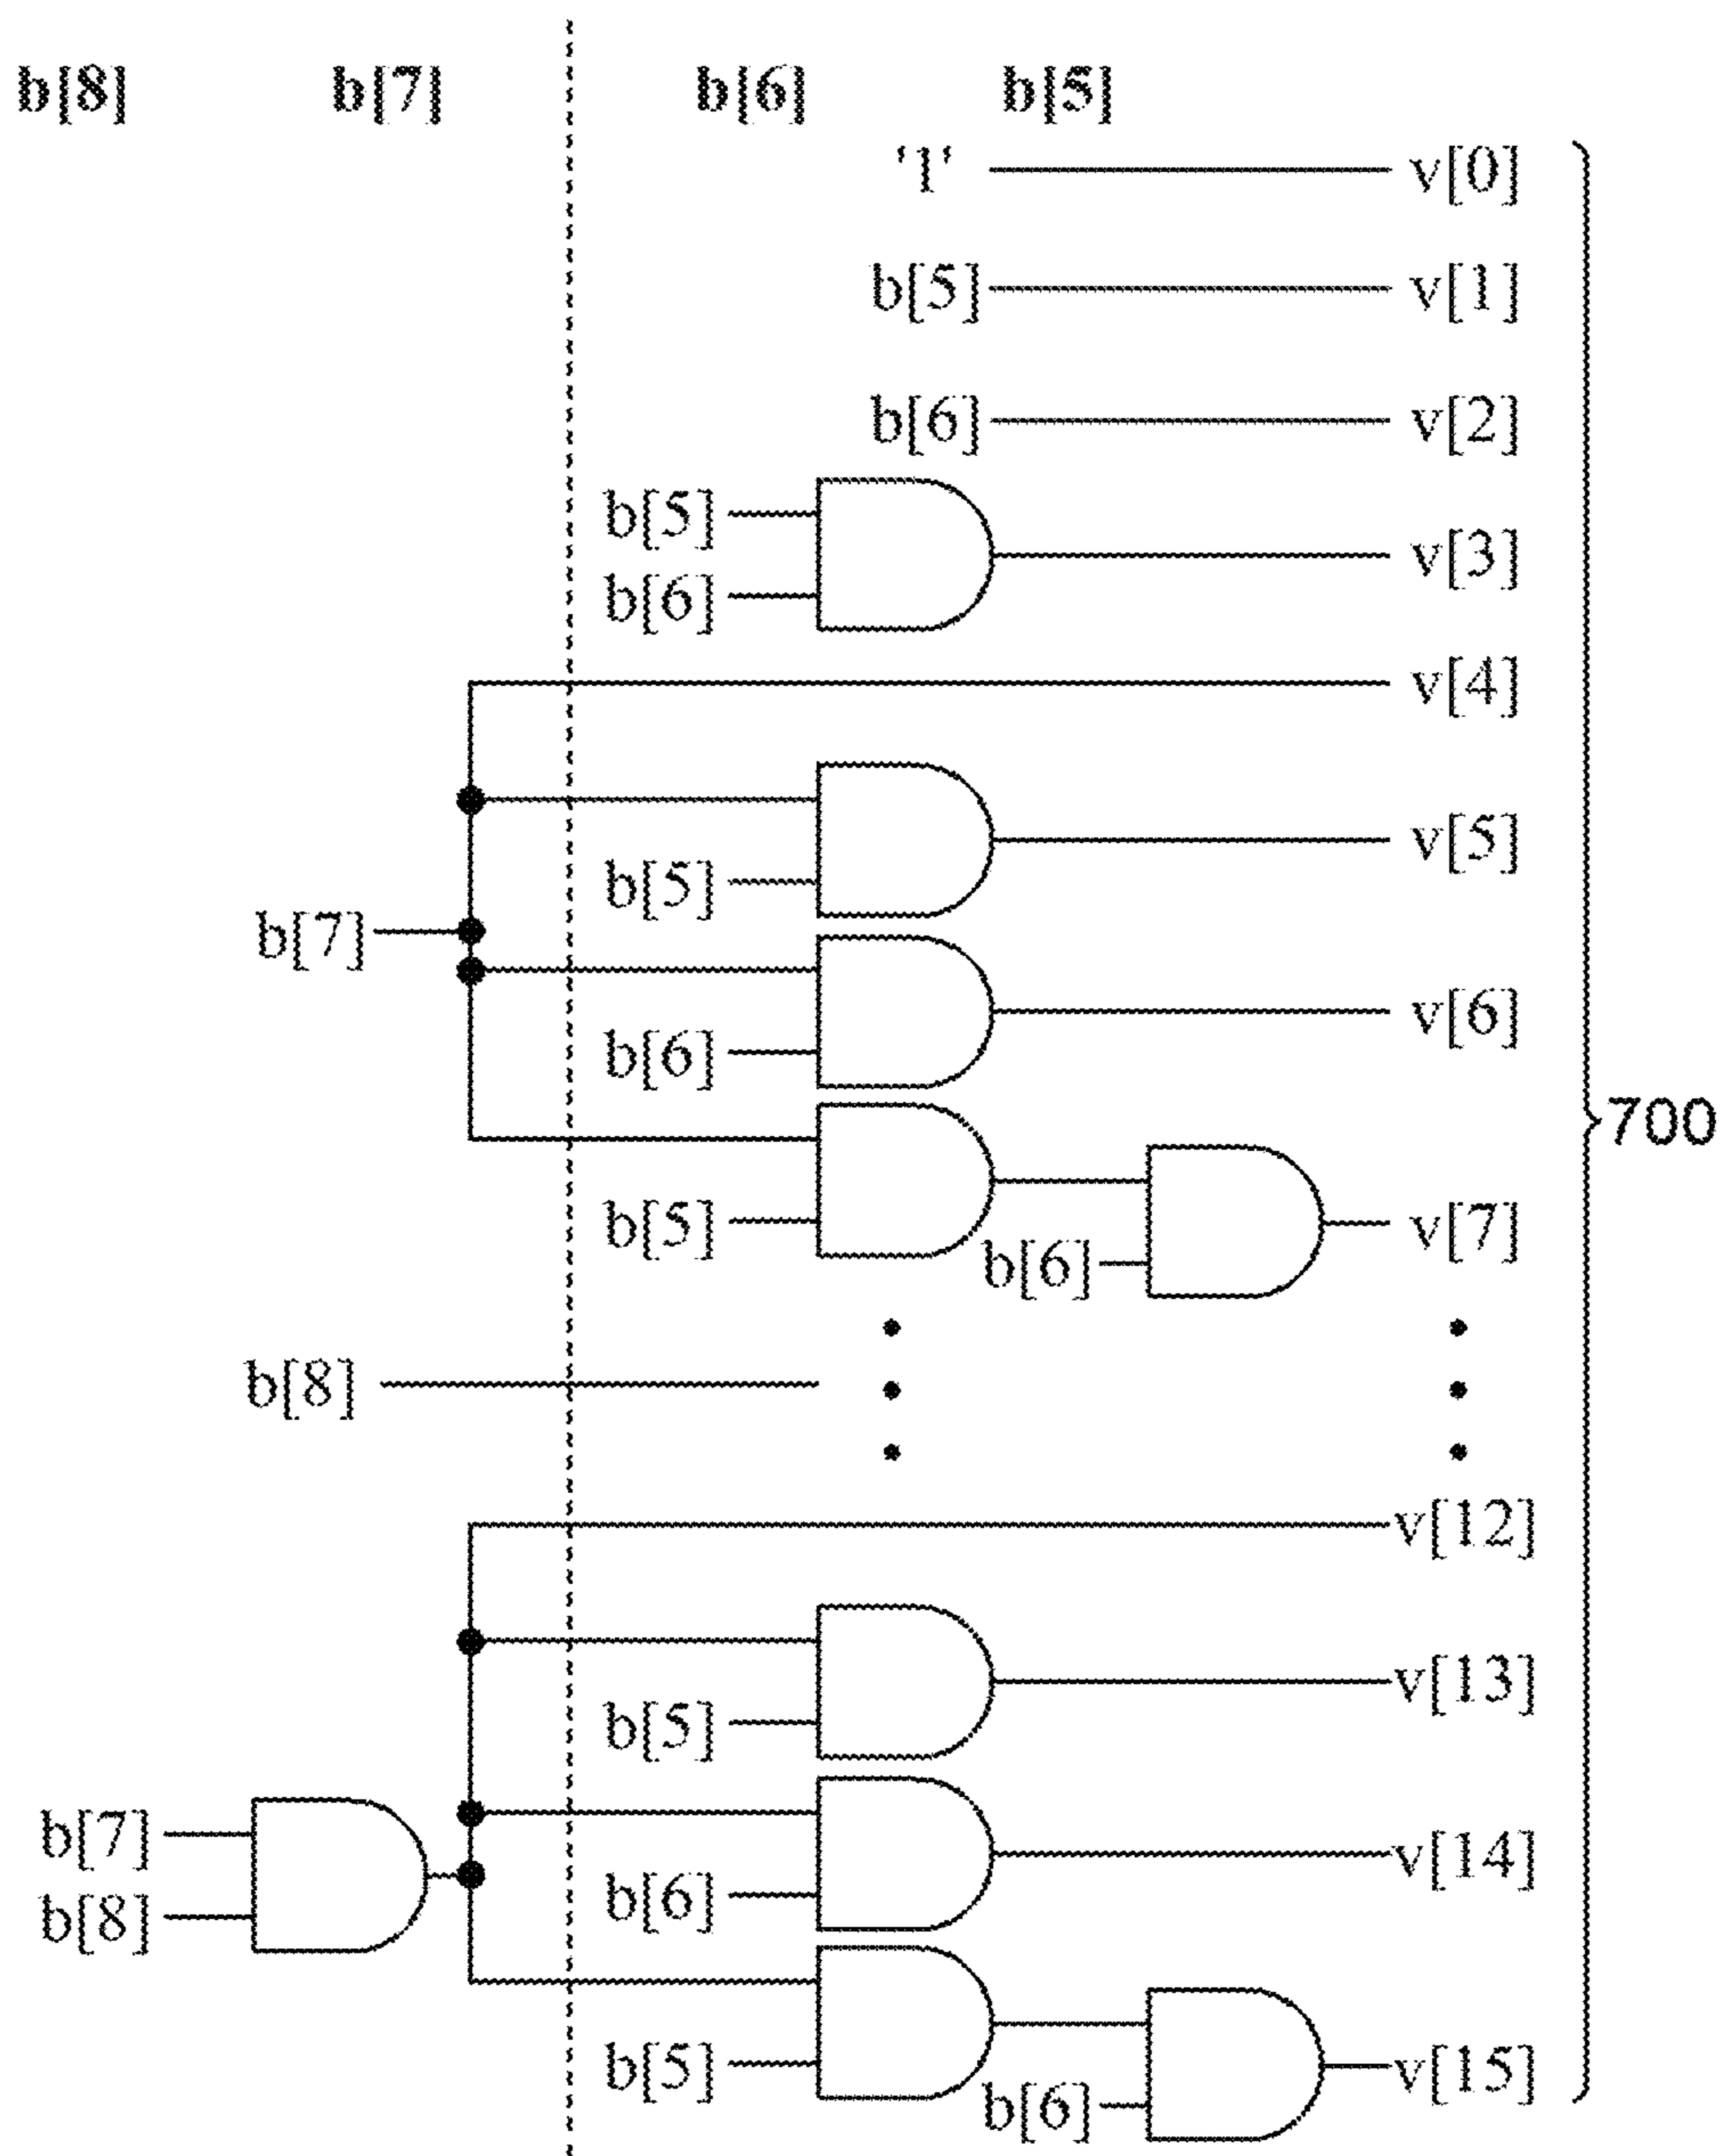 b[8] b[7] b[6] b[5]
'1' v[0]
b[5] v[1]
b[6] v[2]
b[5]
v[3]
b[6]
v[4]
v[5]
b[5]
b[7]
v[6]
b[6]
700
b[5] v[7]
b[6]
b[8]
v[12]
v[13]
b[5]
b[7]
v[14]
b[6]
b[8]
b[5] v[15]
b[6]